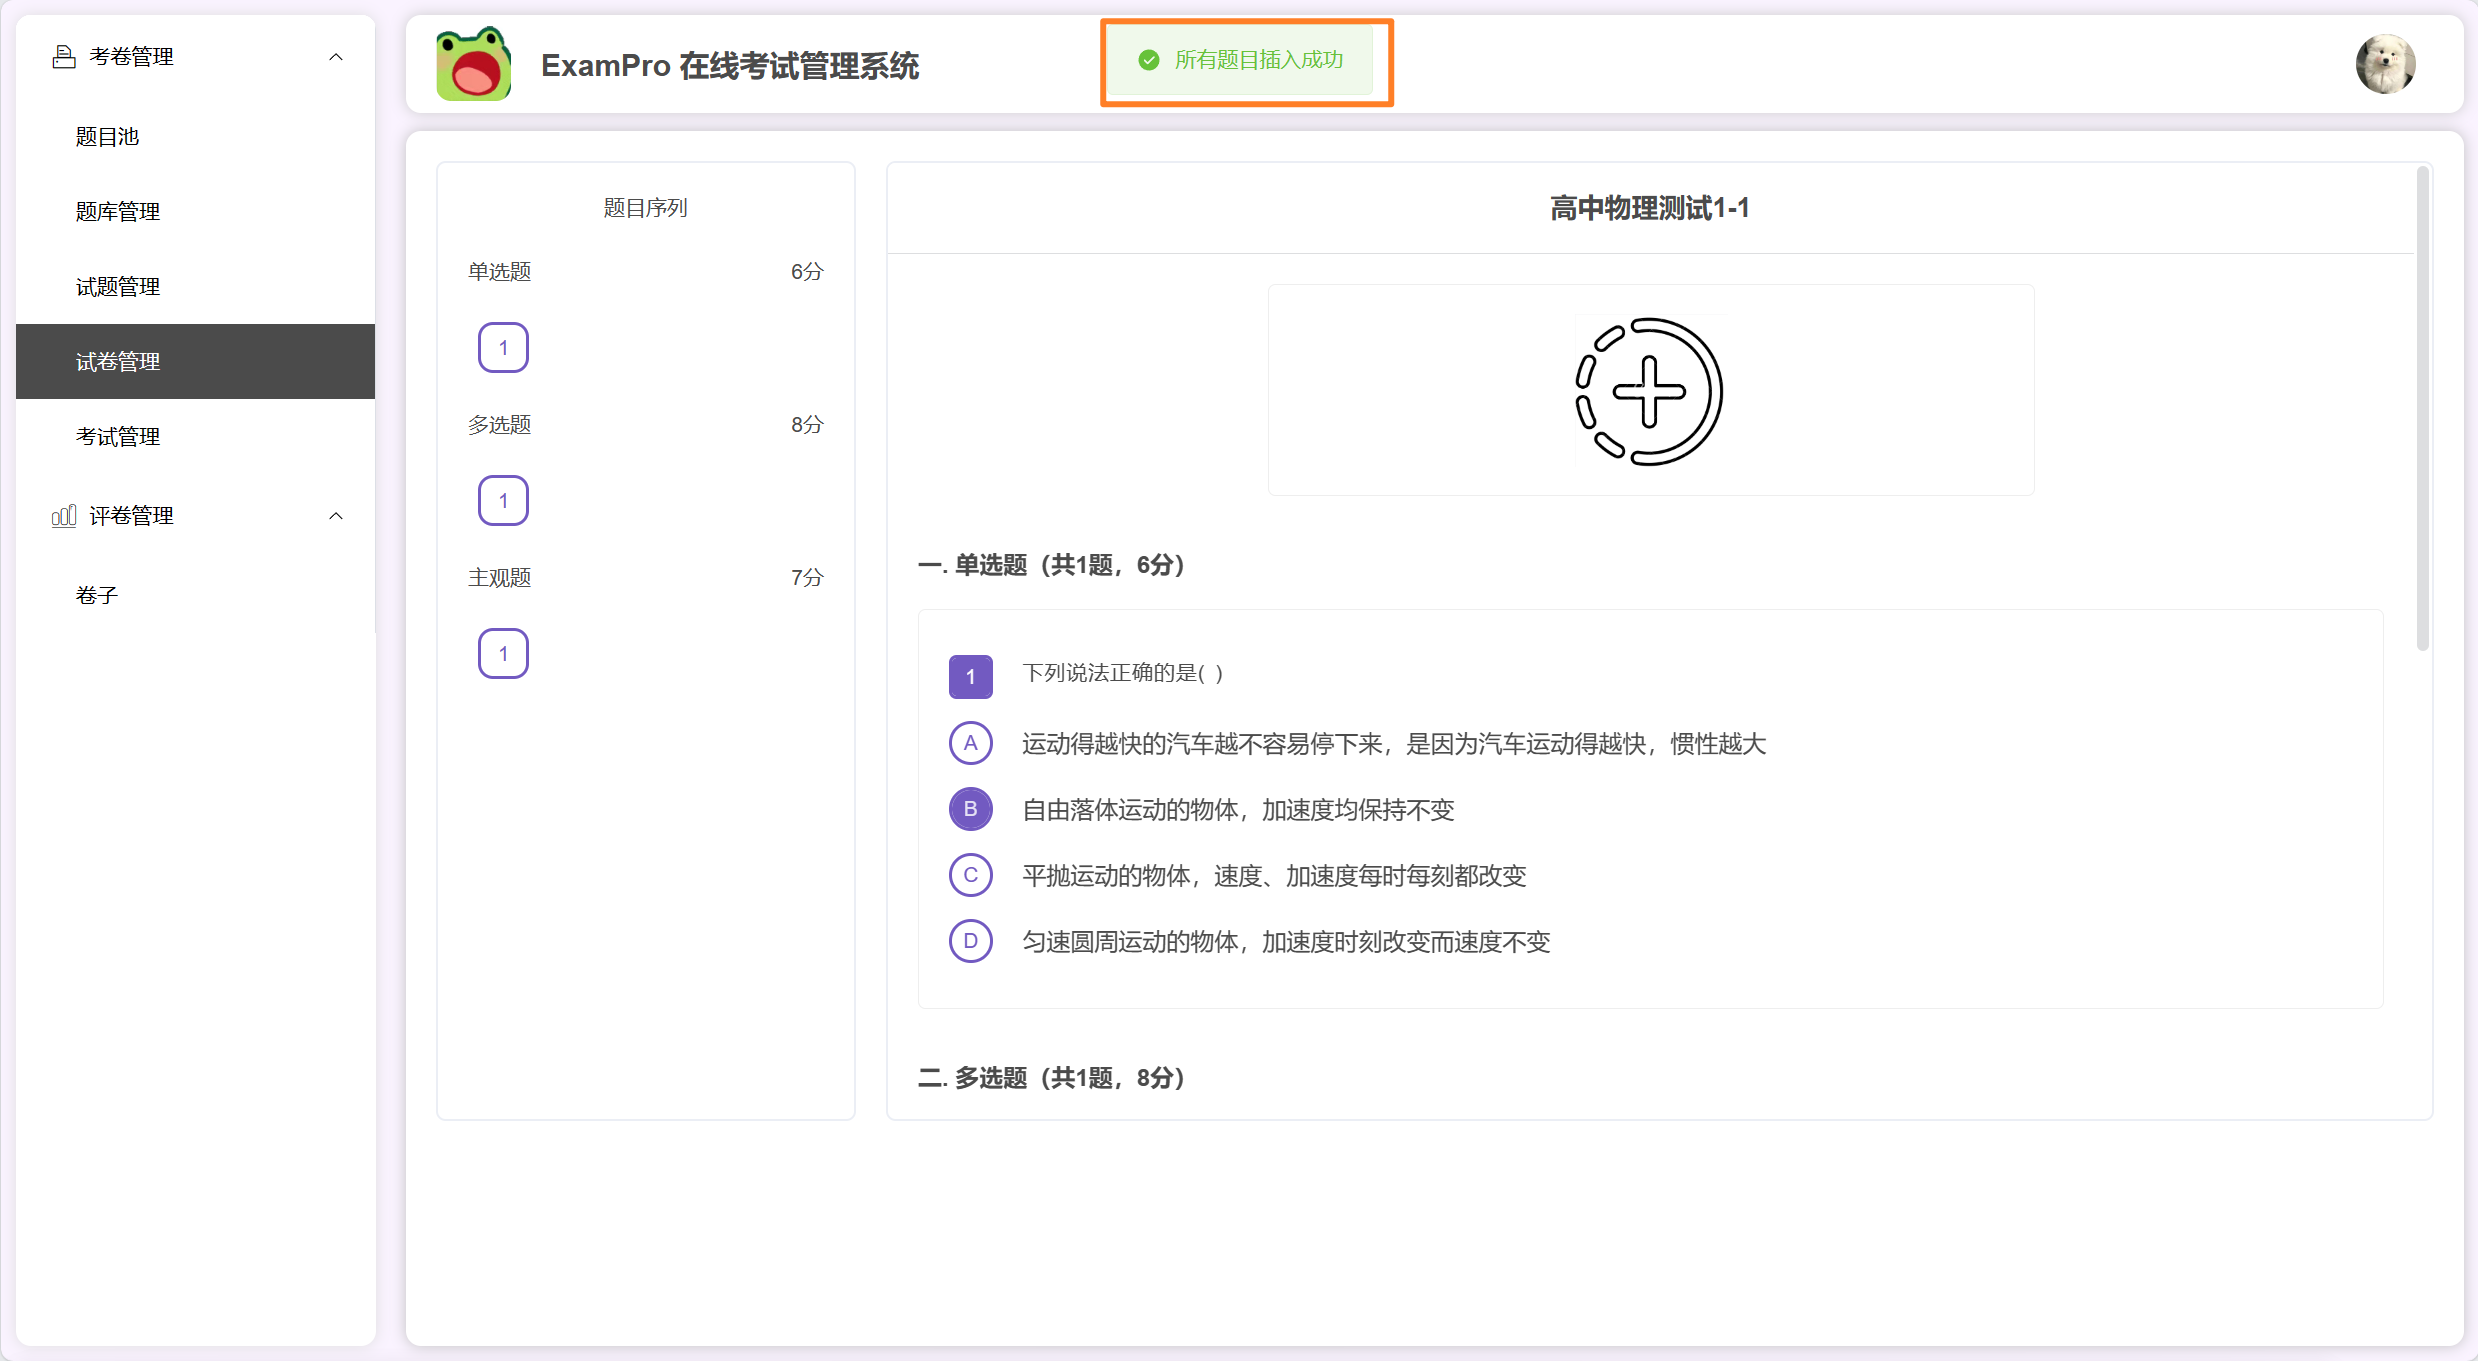 考卷管理
题目池
题库管理
试题管理
试卷管理
考试管理
评卷管理
卷子
ExamPro 在线考试管理系统
所有题目插入成功
题目序列
单选题 6分
1
多选题 8分
1
主观题 7分
1
高中物理测试1-1
一. 单选题（共1题，6分）
1 下列说法正确的是( )
A 运动得越快的汽车越不容易停下来，是因为汽车运动得越快，惯性越大
B 自由落体运动的物体，加速度均保持不变
C 平抛运动的物体，速度、加速度每时每刻都改变
D 匀速圆周运动的物体，加速度时刻改变而速度不变
二. 多选题（共1题，8分）